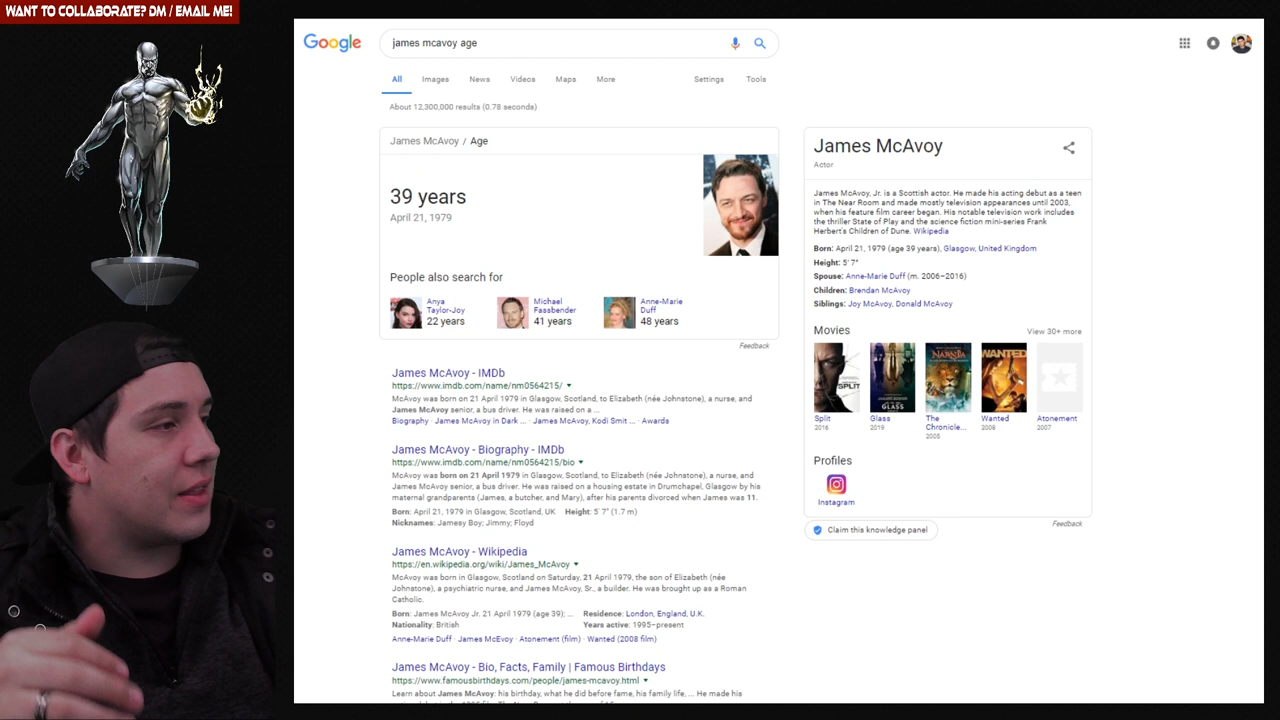 WANT TO COLLABORATE? DM / EMAIL ME!
Google
james mcavoy age
All Images News Videos Maps More Settings Tools
About 12,300,000 results (0.78 seconds)
James McAvoy / Age
39 years
April 21, 1979
People also search for
Anya Taylor-Joy
22 years
Michael Fassbender
41 years
Anne-Marie Duff
48 years
Feedback
James McAvoy - IMDb
https://www.imdb.com/name/nm0564215/
McAvoy was born on 21 April 1979 in Glasgow, Scotland, to Elizabeth (née Johnstone), a nurse, and
James McAvoy senior, a bus driver. He was raised on a ...
Biography · James McAvoy in Dark ... · James McAvoy, Kodi Smit ... · Awards
James McAvoy - Biography - IMDb
https://www.imdb.com/name/nm0564215/bio
McAvoy was born on 21 April 1979 in Glasgow, Scotland, to Elizabeth (née Johnstone), a nurse, and
James McAvoy senior, a bus driver. He was raised on a housing estate in Drumchapel, Glasgow by his
maternal grandparents (James, a butcher, and Mary), after his parents divorced when James was 11.
Born: April 21, 1979 in Glasgow, Scotland, UK Height: 5' 7" (1.7 m)
Nicknames: Jamesy Boy; Jimmy; Floyd
James McAvoy - Wikipedia
https://en.wikipedia.org/wiki/James_McAvoy
McAvoy was born in Glasgow, Scotland on Saturday, 21 April 1979, the son of Elizabeth (née
Johnstone), a psychiatric nurse, and James McAvoy, Sr., a builder. He was brought up as a Roman
Catholic.
Born: James McAvoy Jr. 21 April 1979 (age 39); ... Residence: London, England, U.K.
Nationality: British Years active: 1995–present
Anne-Marie Duff · James McEvoy · Atonement (film) · Wanted (2008 film)
James McAvoy - Bio, Facts, Family | Famous Birthdays
https://www.famousbirthdays.com/people/james-mcavoy.html
Learn about James McAvoy: his birthday, what he did before fame, his family life, ... He made his
James McAvoy
Actor
James McAvoy, Jr. is a Scottish actor. He made his acting debut as a teen
in The Near Room and made mostly television appearances until 2003,
when his feature film career began. His notable television work includes
the thriller State of Play and the science fiction mini-series Frank
Herbert's Children of Dune. Wikipedia
Born: April 21, 1979 (age 39 years), Glasgow, United Kingdom
Height: 5' 7"
Spouse: Anne-Marie Duff (m. 2006–2016)
Children: Brendan McAvoy
Siblings: Joy McAvoy, Donald McAvoy
Movies
View 30+ more
SPLIT
GLASS
NARNIA
WANTED
Split
2016
Glass
2019
The
Chronicle...
2005
Wanted
2008
Atonement
2007
Profiles
Instagram
Feedback
Claim this knowledge panel